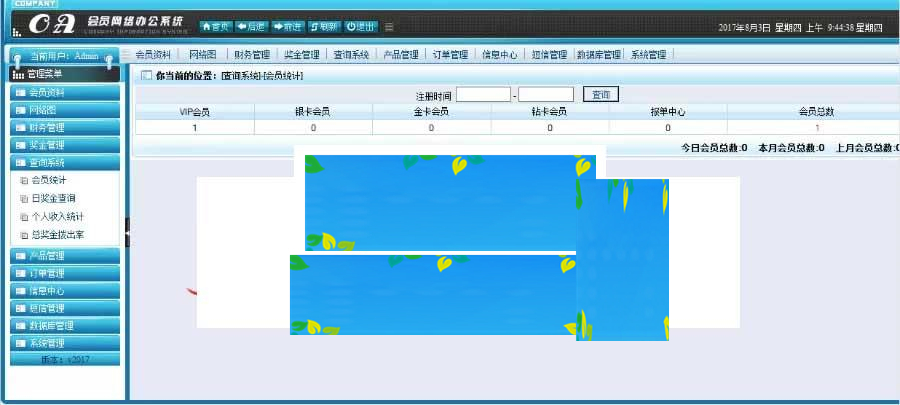 COMPANY
OA 会员网络办公系统
COMPANY INFORMATION SYSTEM
首页 后退 前进 刷新 退出
2017年8月3日 星期四 上午 9:44:38 星期四
当前用户：Admin
会员资料 网络图 财务管理 奖金管理 查询系统 产品管理 订单管理 信息中心 短信管理 数据库管理 系统管理
管理菜单
会员资料
网络图
财务管理
奖金管理
查询系统
会员统计
日奖金查询
个人收入统计
总奖金拨出率
产品管理
订单管理
信息中心
短信管理
数据库管理
系统管理
版本：v2017
你当前的位置：[查询系统]-[会员统计]
注册时间 - 查询
VIP会员 银卡会员 金卡会员 钻卡会员 报单中心 会员总数
1 0 0 0 0 1
今日会员总数:0 本月会员总数:0 上月会员总数:0